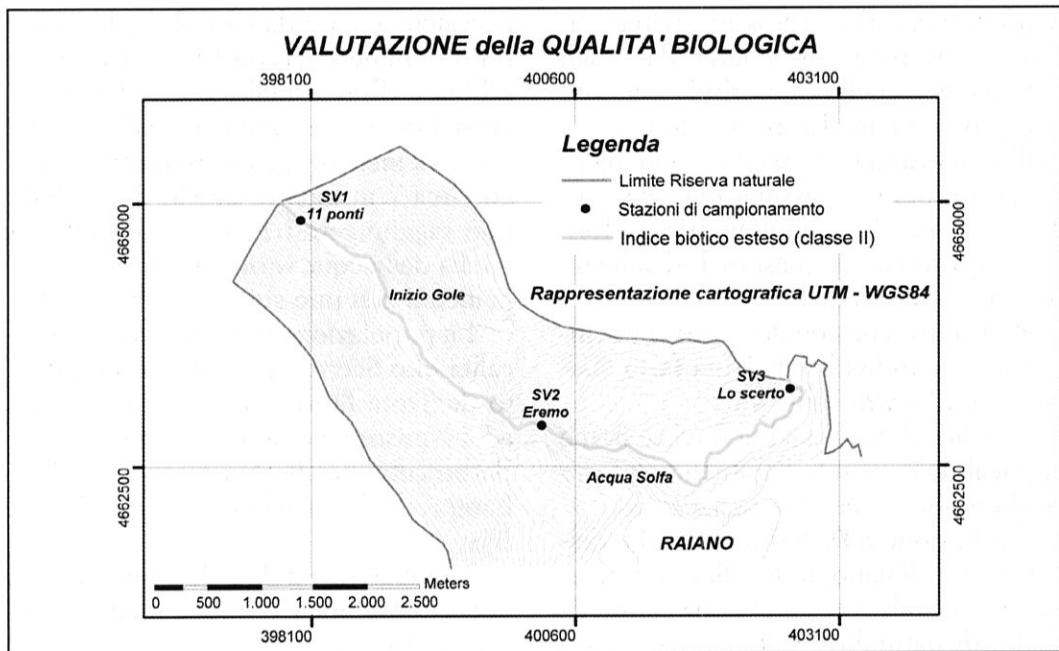 VALUTAZIONE della QUALITA' BIOLOGICA
398100 400600 403100
Legenda
Limite Riserva naturale
Stazioni di campionamento
Indice biotico esteso (classe II)
Rappresentazione cartografica UTM - WGS84
4665000
4665000
SV1
11 ponti
Inizio Gole
SV2
Eremo
SV3
Lo scerto
Acqua Solfa
4662500
4662500
RAIANO
Meters
0 500 1.000 1.500 2.000 2.500
398100 400600 403100